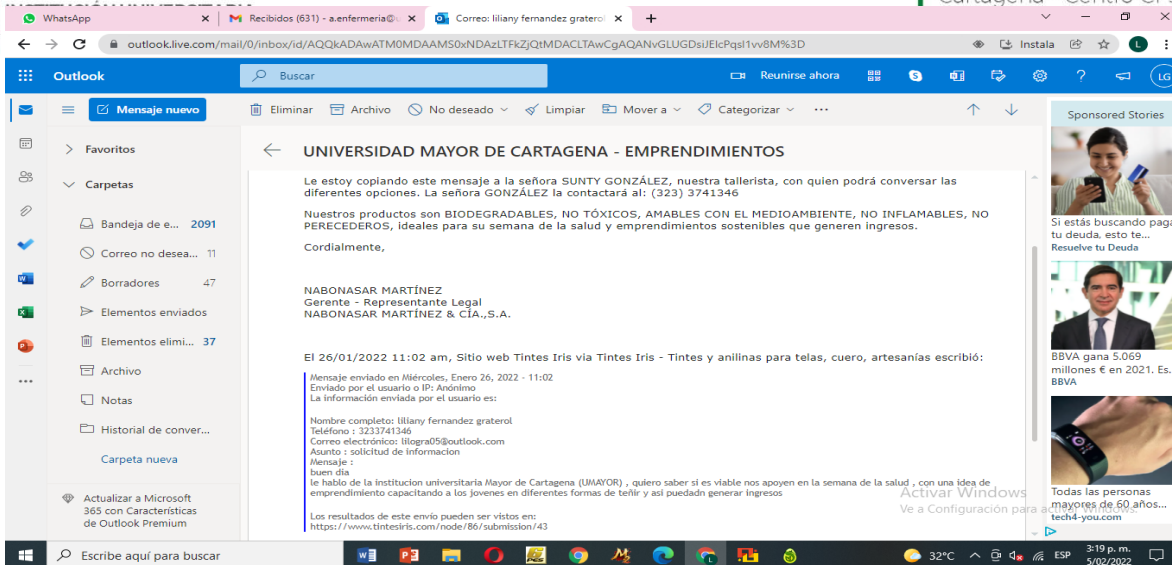 WhatsApp
Recibidos (631) - a.enfermeria@u
Correo: liliany fernandez graterol
outlook.live.com/mail/0/inbox/id/AQQkADAwATM0MDAAMS0xNDAzLTFkZjQtMDACLTAwCgAQANvGLUGDsiJElcPqsl1vv8M%3D
Instala
L
Outlook
Buscar
Reunirse ahora
LG
Mensaje nuevo
Eliminar
Archivo
No deseado
Limpiar
Mover a
Categorizar
Favoritos
Carpetas
Bandeja de e... 2091
Correo no desea... 11
Borradores 47
Elementos enviados
Elementos elimi... 37
Archivo
Notas
Historial de conver...
Carpeta nueva
Actualizar a Microsoft
365 con Características
de Outlook Premium
UNIVERSIDAD MAYOR DE CARTAGENA - EMPRENDIMIENTOS
Le estoy copiando este mensaje a la señora SUNTY GONZÁLEZ, nuestra tallerista, con quien podrá conversar las
diferentes opciones. La señora GONZÁLEZ la contactará al: (323) 3741346
Nuestros productos son BIODEGRADABLES, NO TÓXICOS, AMABLES CON EL MEDIOAMBIENTE, NO INFLAMABLES, NO
PERECEDEROS, ideales para su semana de la salud y emprendimientos sostenibles que generen ingresos.
Cordialmente,
NABONASAR MARTÍNEZ
Gerente - Representante Legal
NABONASAR MARTÍNEZ & CÍA.,S.A.
El 26/01/2022 11:02 am, Sitio web Tintes Iris via Tintes Iris - Tintes y anilinas para telas, cuero, artesanías escribió:
Mensaje enviado en Miércoles, Enero 26, 2022 - 11:02
Enviado por el usuario o IP: Anónimo
La información enviada por el usuario es:
Nombre completo: liliany fernandez graterol
Teléfono : 3233741346
Correo electrónico: lilogra05@outlook.com
Asunto : solicitud de informacion
Mensaje :
buen dia
le hablo de la institucion universitaria Mayor de Cartagena (UMAYOR) , quiero saber si es viable nos apoyen en la semana de la salud , con una idea de
emprendimiento capacitando a los jovenes en diferentes formas de teñir y asi puedadn generar ingresos
Los resultados de este envío pueden ser vistos en:
https://www.tintesiris.com/node/86/submission/43
Sponsored Stories
Si estás buscando paga
tu deuda, esto te...
Resuelve tu Deuda
BBVA gana 5.069
millones € en 2021. Es.
BBVA
Todas las personas
mayores de 60 años...
tech4-you.com
Activar Windows
Ve a Configuración para activar Windows.
Escribe aquí para buscar
32°C
ESP
3:19 p. m.
5/02/2022